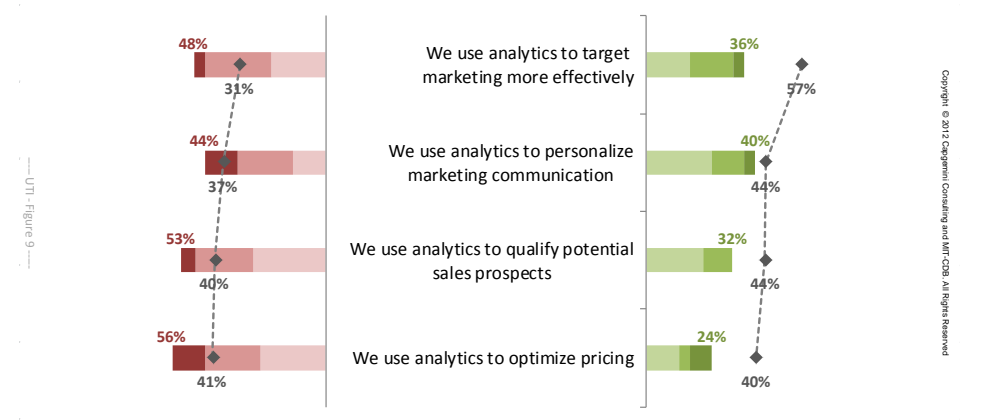 48%
We use analytics to target
marketing more effectively
36%
31%
57%
44%
We use analytics to personalize
marketing communication
40%
37%
44%
53%
We use analytics to qualify potential
sales prospects
32%
40%
44%
56%
We use analytics to optimize pricing
24%
41%
40%
UTI - Figure 9
Copyright © 2012 Capgemini Consulting and MIT-CDB. All Rights Reserved